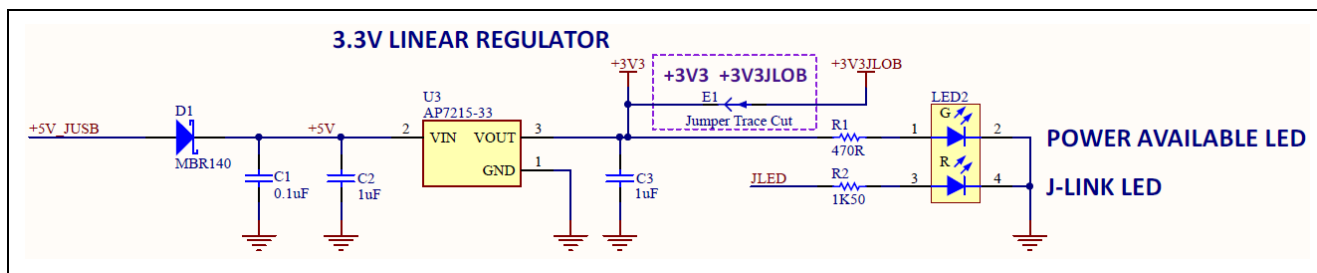 3.3V LINEAR REGULATOR
+3V3
+3V3 +3V3JLOB
+3V3JLOB
E1
Jumper Trace Cut
D1
+5V_JUSB
MBR140
+5V
U3
AP7215-33
2
VIN
VOUT
3
GND
1
C1
0.1uF
C2
1uF
C3
1uF
R1
470R
LED2
1
G
2
POWER AVAILABLE LED
JLED
R2
1K50
3
R
4
J-LINK LED